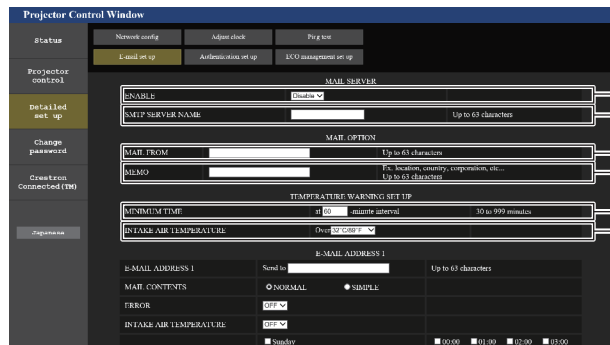 Projector Control Window
Status
Network config
Adjust clock
Ping test
E-mail set up
Authentication set up
ECO management set up
Projector control
Detailed set up
Change password
Crestron Connected(TM)
Japanese
MAIL SERVER
ENABLE Disable
SMTP SERVER NAME Up to 63 characters
MAIL OPTION
MAIL FROM Up to 63 characters
MEMO Ex. location, country, corporation, etc...
Up to 63 characters
TEMPERATURE WARNING SET UP
MINIMUM TIME at 60 -minute interval 30 to 999 minutes
INTAKE AIR TEMPERATURE Over 32°C/89°F
E-MAIL ADDRESS 1
E-MAIL ADDRESS 1 Send to Up to 63 characters
MAIL CONTENTS NORMAL SIMPLE
ERROR OFF
INTAKE AIR TEMPERATURE OFF
Sunday 00:00 01:00 02:00 03:00